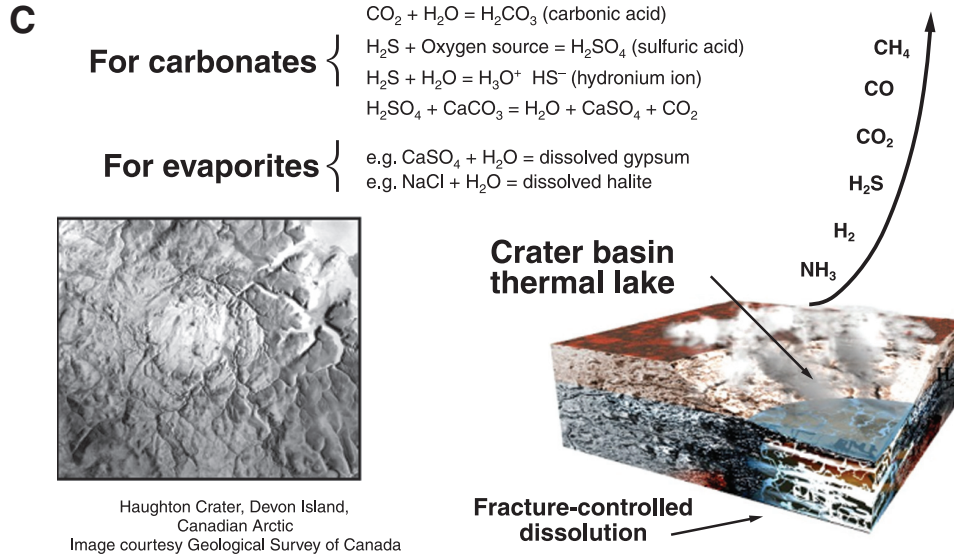 C
CO₂ + H₂O = H₂CO₃ (carbonic acid)
For carbonates
H₂S + Oxygen source = H₂SO₄ (sulfuric acid)
H₂S + H₂O = H₃O⁺ HS⁻ (hydronium ion)
H₂SO₄ + CaCO₃ = H₂O + CaSO₄ + CO₂
For evaporites
e.g. CaSO₄ + H₂O = dissolved gypsum
e.g. NaCl + H₂O = dissolved halite
CH₄
CO
CO₂
H₂S
H₂
NH₃
Crater basin
thermal lake
Fracture-controlled
dissolution
Haughton Crater, Devon Island,
Canadian Arctic
Image courtesy Geological Survey of Canada